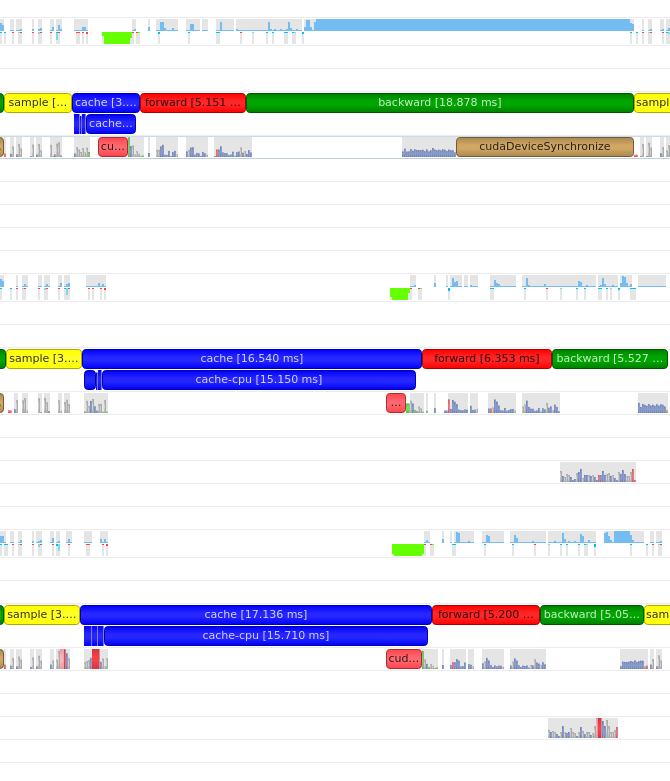 sample [... cache [3.... forward [5.151 ... backward [18.878 ms] sampl
cache...
cu... cudaDeviceSynchronize
sample [3.... cache [16.540 ms] forward [6.353 ms] backward [5.527 ...
cache-cpu [15.150 ms]
...
sample [3.... cache [17.136 ms] forward [5.200 ... backward [5.05... sam
cache-cpu [15.710 ms]
cud...